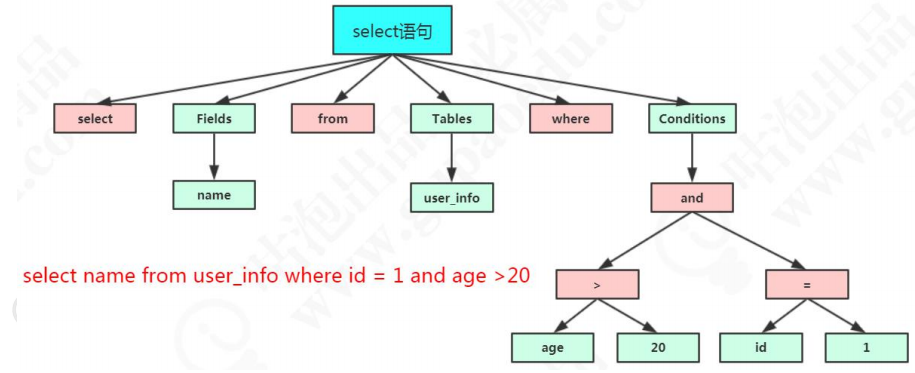 select语句
select
Fields
from
Tables
where
Conditions
name
user_info
and
select name from user_info where id = 1 and age >20
>
=
age
20
id
1